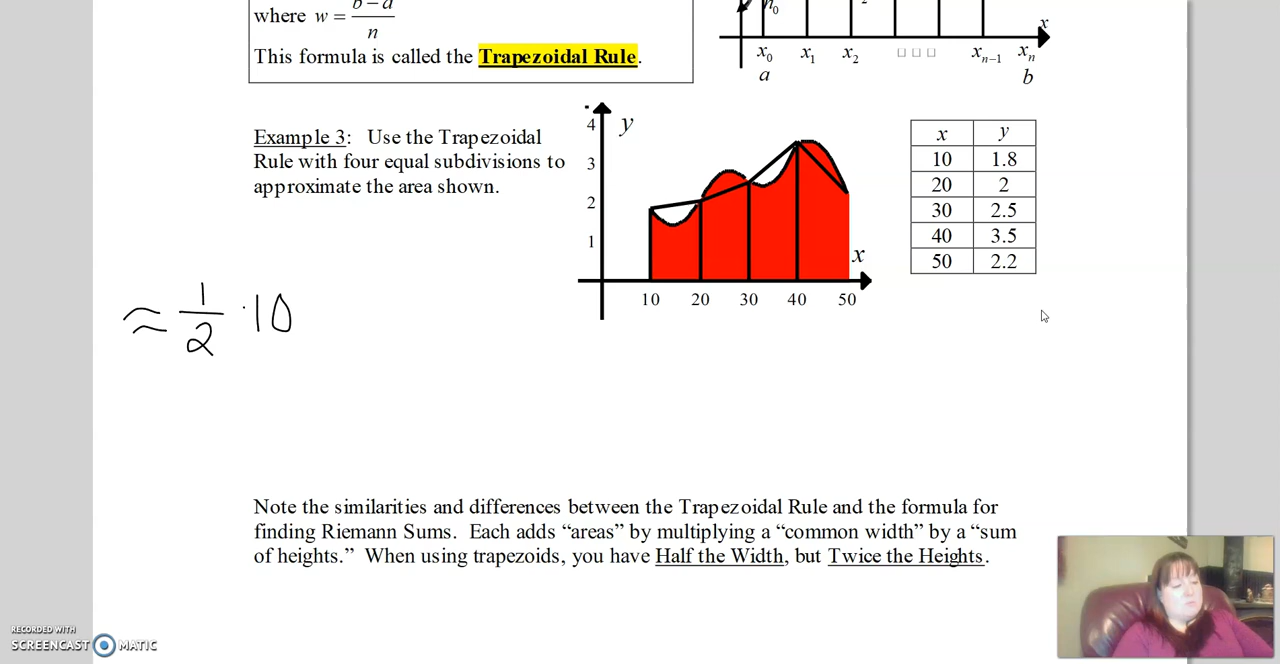 where w = b − a
n
h0
2
x
This formula is called the Trapezoidal Rule.
x0 x1 x2 □ □ □ xn−1 xn
a b
Example 3: Use the Trapezoidal
Rule with four equal subdivisions to
approximate the area shown.
y
4
3
2
1
x
10 20 30 40 50
x y
10 1.8
20 2
30 2.5
40 3.5
50 2.2
≈ 1/2 · 10
Note the similarities and differences between the Trapezoidal Rule and the formula for
finding Riemann Sums. Each adds “areas” by multiplying a “common width” by a “sum
of heights.” When using trapezoids, you have Half the Width, but Twice the Heights.
RECORDED WITH
SCREENCAST MATIC